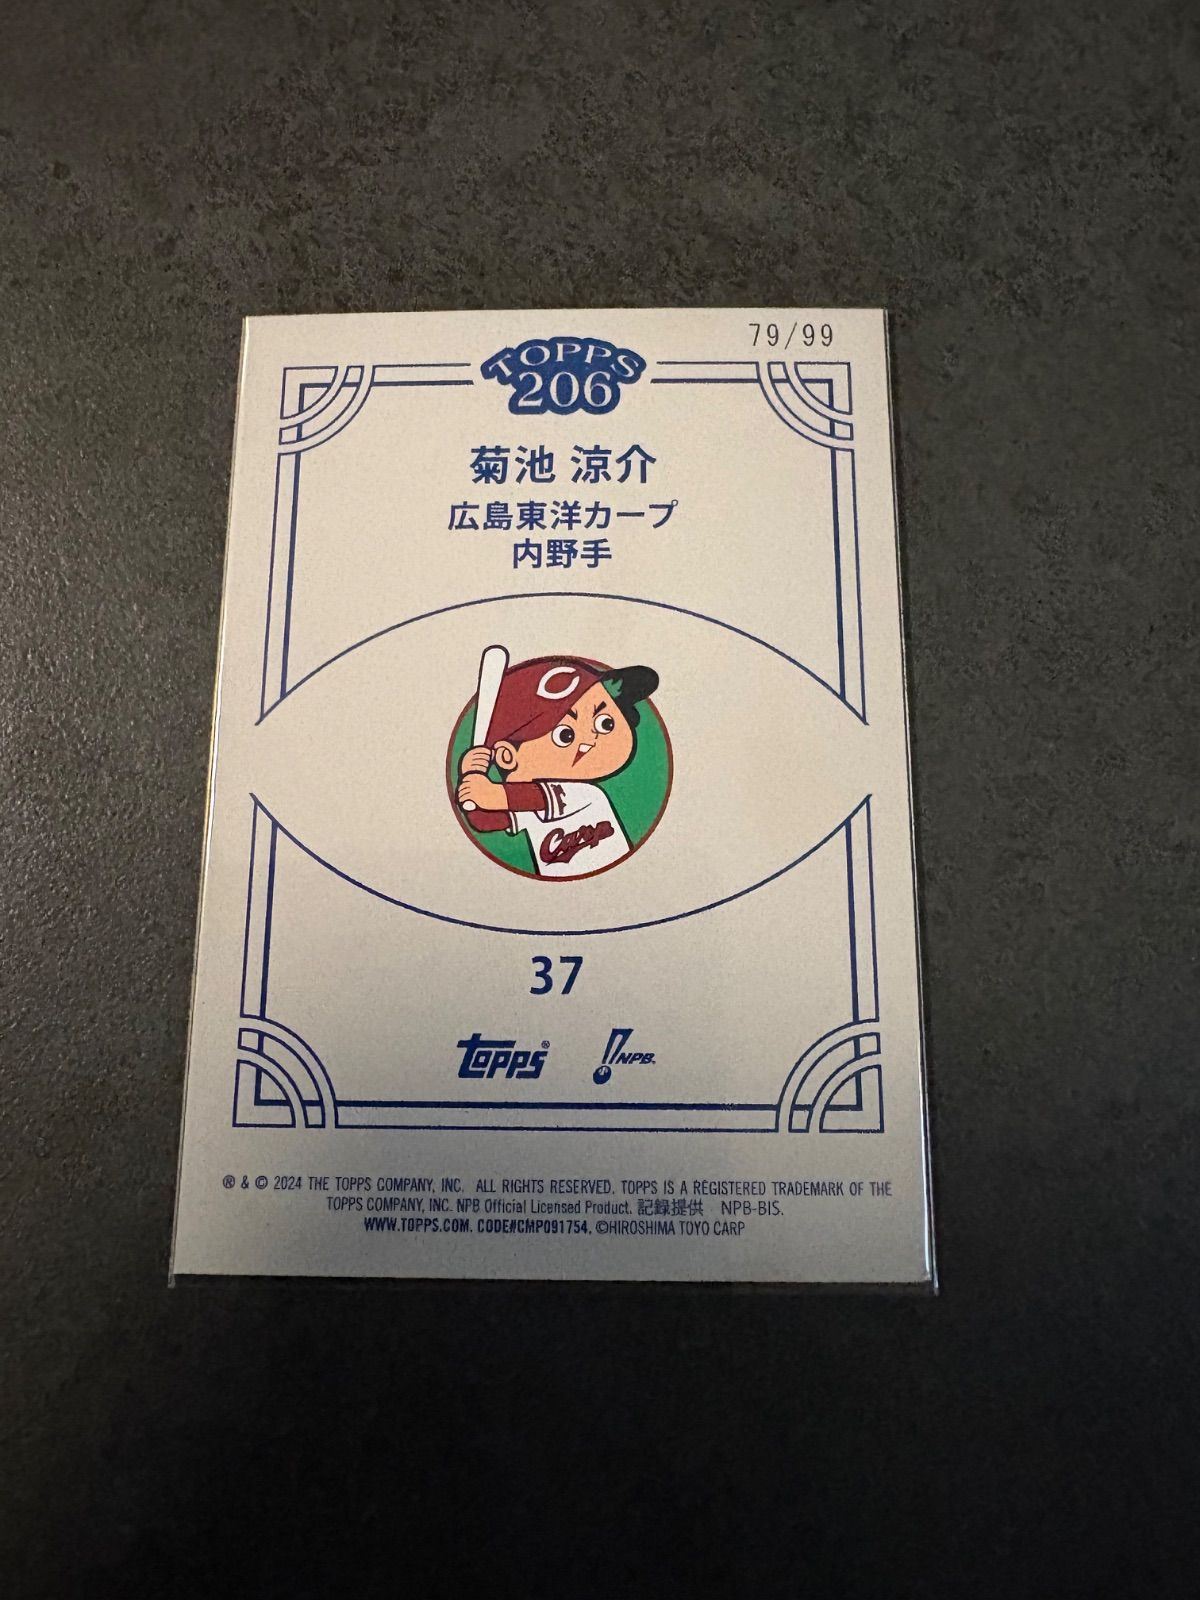 79/99
TOPPS
206
菊池 涼介
広島東洋カープ
内野手
C
Carp
37
topps®
NPB®
® & © 2024 THE TOPPS COMPANY, INC. ALL RIGHTS RESERVED. TOPPS IS A REGISTERED TRADEMARK OF THE
TOPPS COMPANY, INC. NPB Official Licensed Product. 記録提供 NPB-BIS.
WWW.TOPPS.COM. CODE#CMP091754. ©HIROSHIMA TOYO CARP